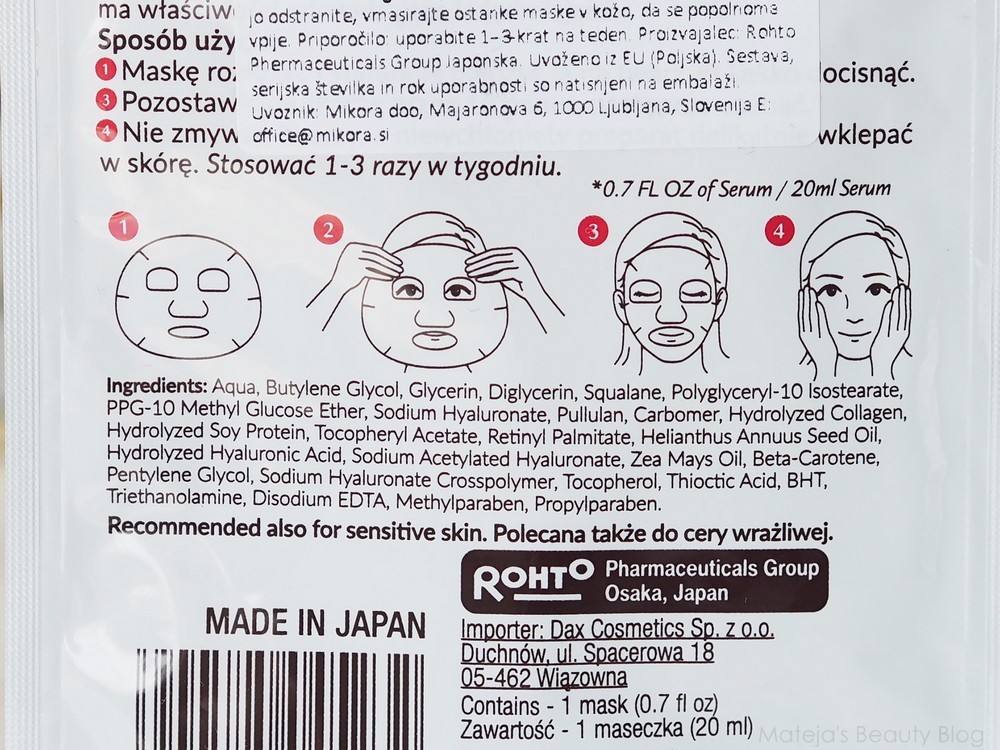 ma właściw
jo odstranite, vmasirajte ostanke maske v kožo, da se popolnoma
vpije. Priporočilo: uporabite 1-3-krat na teden. Proizvajalec: Rohto
Pharmaceuticals Group Japonska. Uvoženo iz EU (Poljska). Sestava,
serijska številka in rok uporabnosti so natisnjeni na embalaži.
Uvoznik: Mikora doo, Majaronova 6, 1000 Ljubljana, Slovenija E:
office@mikora.si
Sposób uży
1 Maskę roz
docisnąć.
3 Pozostaw
4 Nie zmyw
wklepać
w skórę. Stosować 1-3 razy w tygodniu.
*0.7 FL OZ of Serum / 20ml Serum
1
2
3
4
Ingredients: Aqua, Butylene Glycol, Glycerin, Diglycerin, Squalane, Polyglyceryl-10 Isostearate,
PPG-10 Methyl Glucose Ether, Sodium Hyaluronate, Pullulan, Carbomer, Hydrolyzed Collagen,
Hydrolyzed Soy Protein, Tocopheryl Acetate, Retinyl Palmitate, Helianthus Annuus Seed Oil,
Hydrolyzed Hyaluronic Acid, Sodium Acetylated Hyaluronate, Zea Mays Oil, Beta-Carotene,
Pentylene Glycol, Sodium Hyaluronate Crosspolymer, Tocopherol, Thioctic Acid, BHT,
Triethanolamine, Disodium EDTA, Methylparaben, Propylparaben.
Recommended also for sensitive skin. Polecana także do cery wrażliwej.
ROHTO Pharmaceuticals Group
Osaka, Japan
MADE IN JAPAN
Importer: Dax Cosmetics Sp. z o.o.
Duchnów, ul. Spacerowa 18
05-462 Wiązowna
Contains - 1 mask (0.7 fl oz)
Zawartość - 1 maseczka (20 ml)
Mateja's Beauty Blog